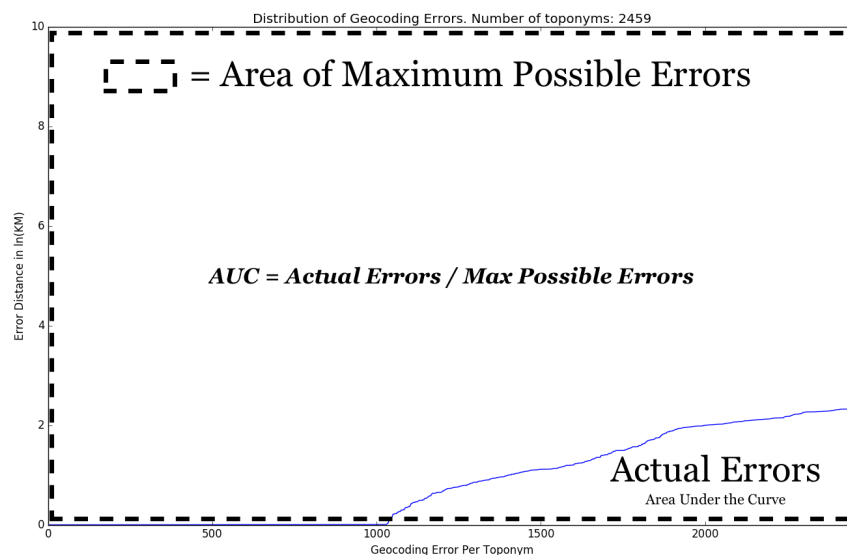 Distribution of Geocoding Errors. Number of toponyms: 2459
10
= Area of Maximum Possible Errors
8
6
AUC = Actual Errors / Max Possible Errors
Error Distance in ln(KM)
4
2
Actual Errors
Area Under the Curve
0
0 500 1000 1500 2000
Geocoding Error Per Toponym